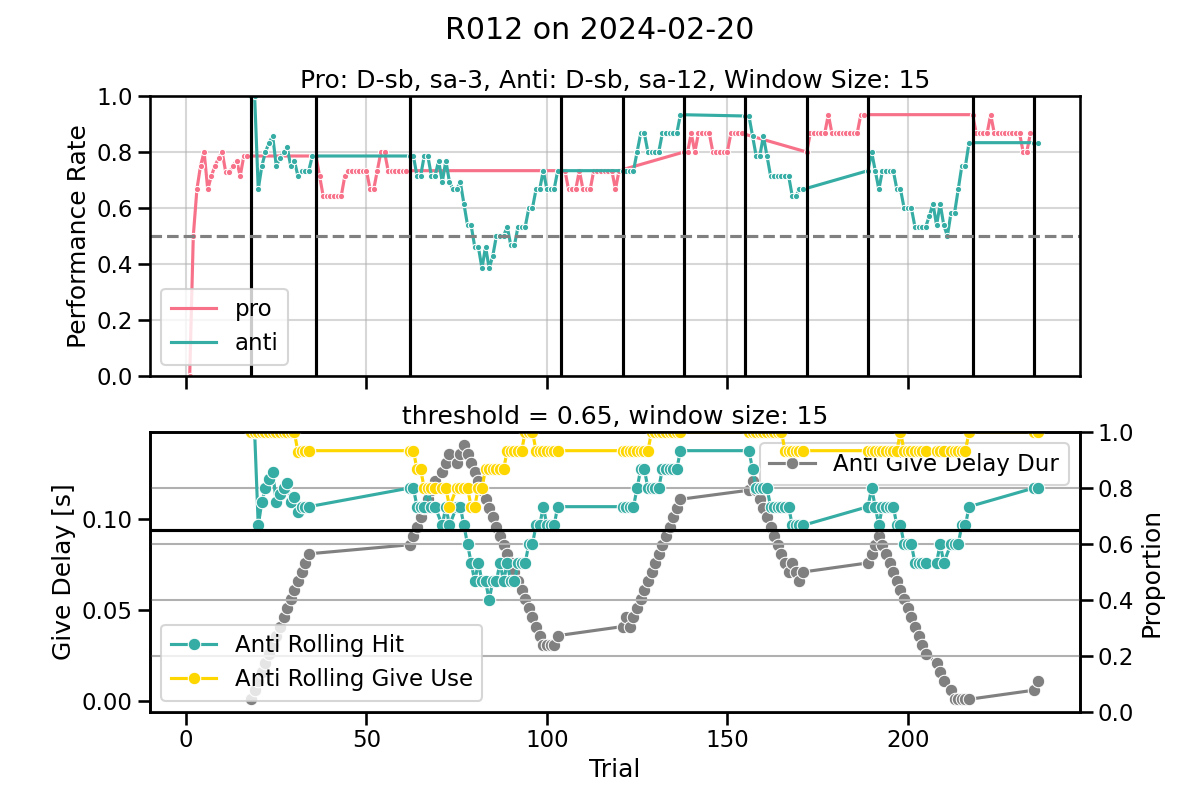 R012 on 2024-02-20
Pro: D-sb, sa-3, Anti: D-sb, sa-12, Window Size: 15
1.0
0.8
0.6
0.4
0.2
0.0
Performance Rate
pro
anti
threshold = 0.65, window size: 15
Anti Give Delay Dur
0.10
0.05
0.00
Give Delay [s]
1.0
0.8
0.6
0.4
0.2
0.0
Proportion
Anti Rolling Hit
Anti Rolling Give Use
0 50 100 150 200
Trial